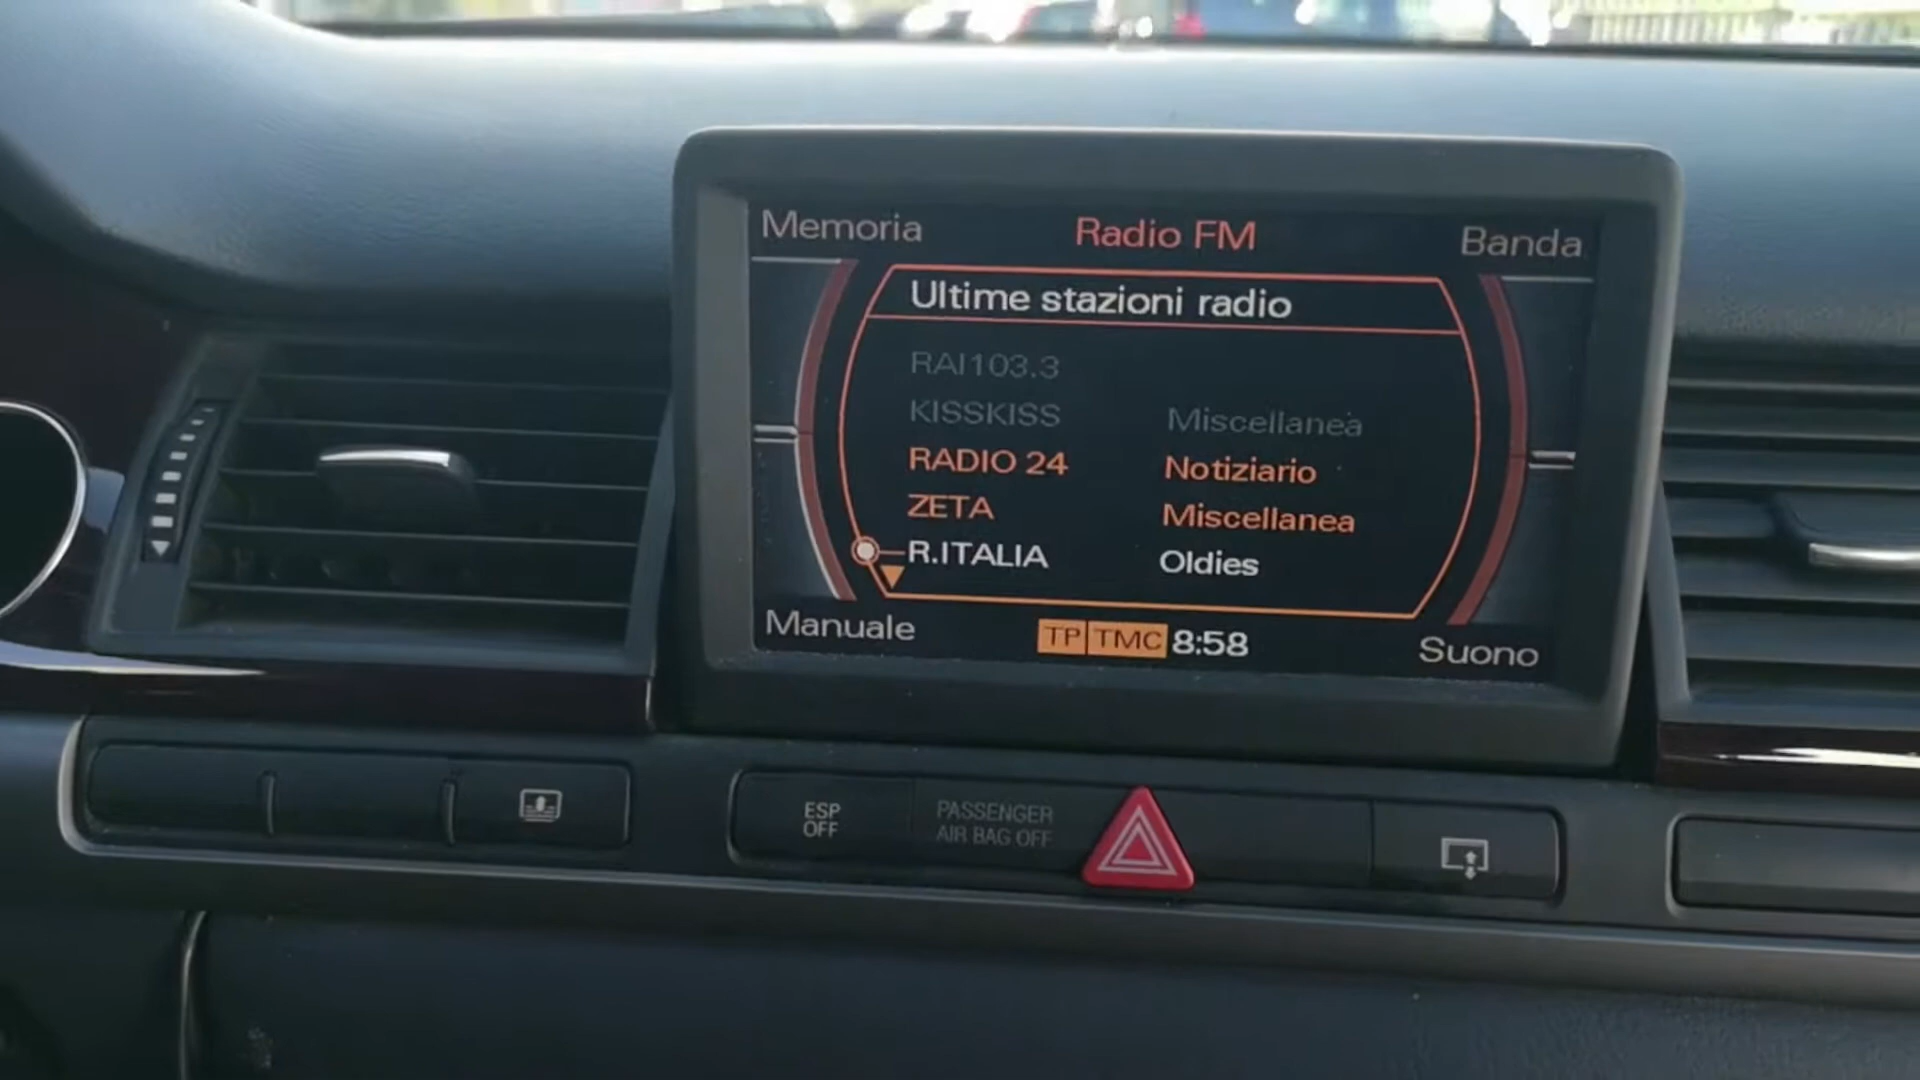 Memoria Radio FM Banda
Ultime stazioni radio
RAI103.3
KISSKISS Miscellanea
RADIO 24 Notiziario
ZETA Miscellanea
R.ITALIA Oldies
Manuale TP TMC 8:58 Suono
ESP
OFF
PASSENGER
AIR BAG OFF